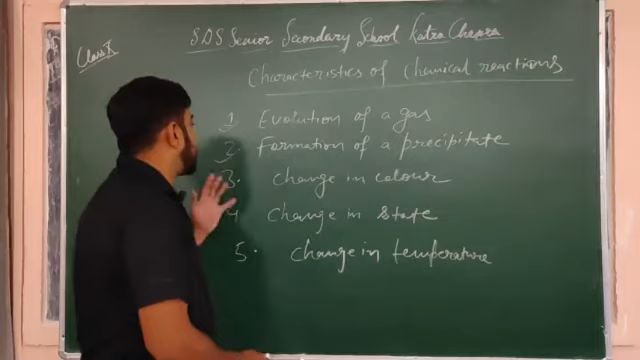 Class X
SDS Senior Secondary School Katra Chapra
Characteristics of chemical reactions
1 Evolution of a gas
2 Formation of a precipitate
3. change in colour
4 change in state
5. change in temperature